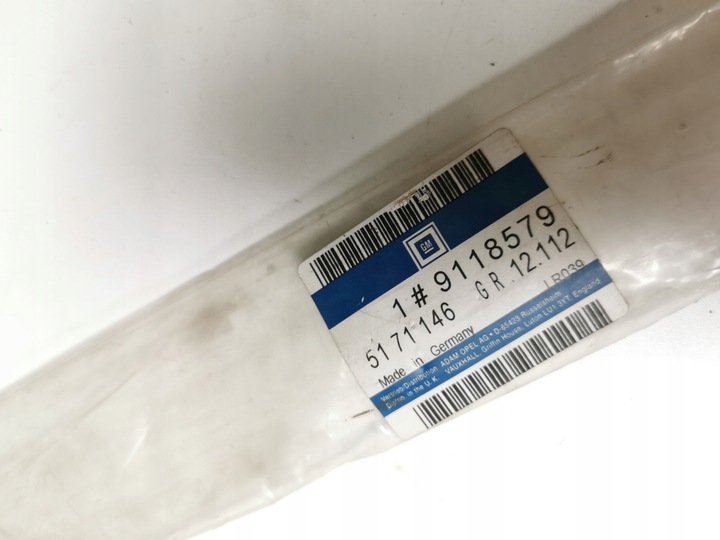 GM
1 # 9118579
5171146 GR.12.112
Made in Germany LR039
Vertrieb/Distribution ADAM OPEL AG • D-65423 Rüsselsheim
Distrib. in the U.K. VAUXHALL, Griffin House, Luton LU1 3YT, England